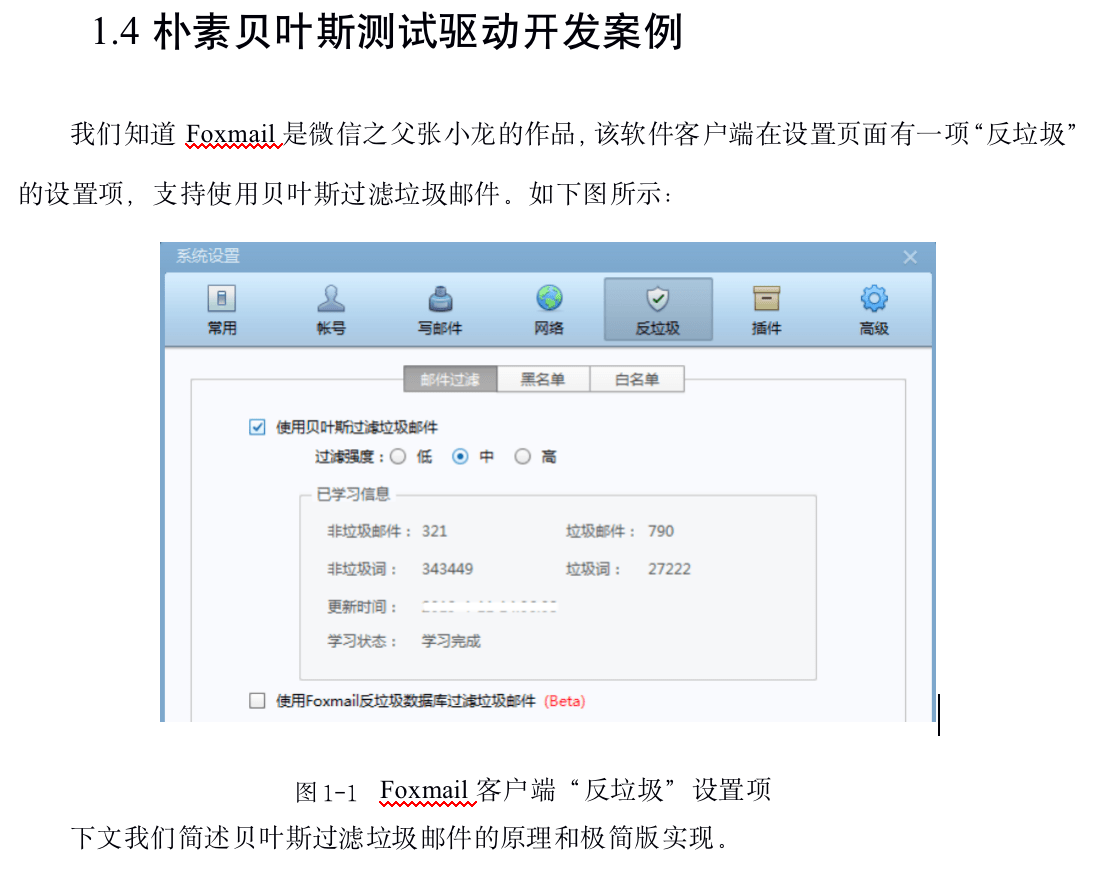 1.4 朴素贝叶斯测试驱动开发案例
我们知道 Foxmail 是微信之父张小龙的作品，该软件客户端在设置页面有一项“反垃圾”
的设置项，支持使用贝叶斯过滤垃圾邮件。如下图所示：
系统设置
常用 帐号 写邮件 网络 反垃圾 插件 高级
邮件过滤 黑名单 白名单
使用贝叶斯过滤垃圾邮件
过滤强度： 低 中 高
已学习信息
非垃圾邮件： 321 垃圾邮件： 790
非垃圾词： 343449 垃圾词： 27222
更新时间：
学习状态： 学习完成
使用Foxmail反垃圾数据库过滤垃圾邮件 (Beta)
图 1-1 Foxmail 客户端“反垃圾”设置项
下文我们简述贝叶斯过滤垃圾邮件的原理和极简版实现。